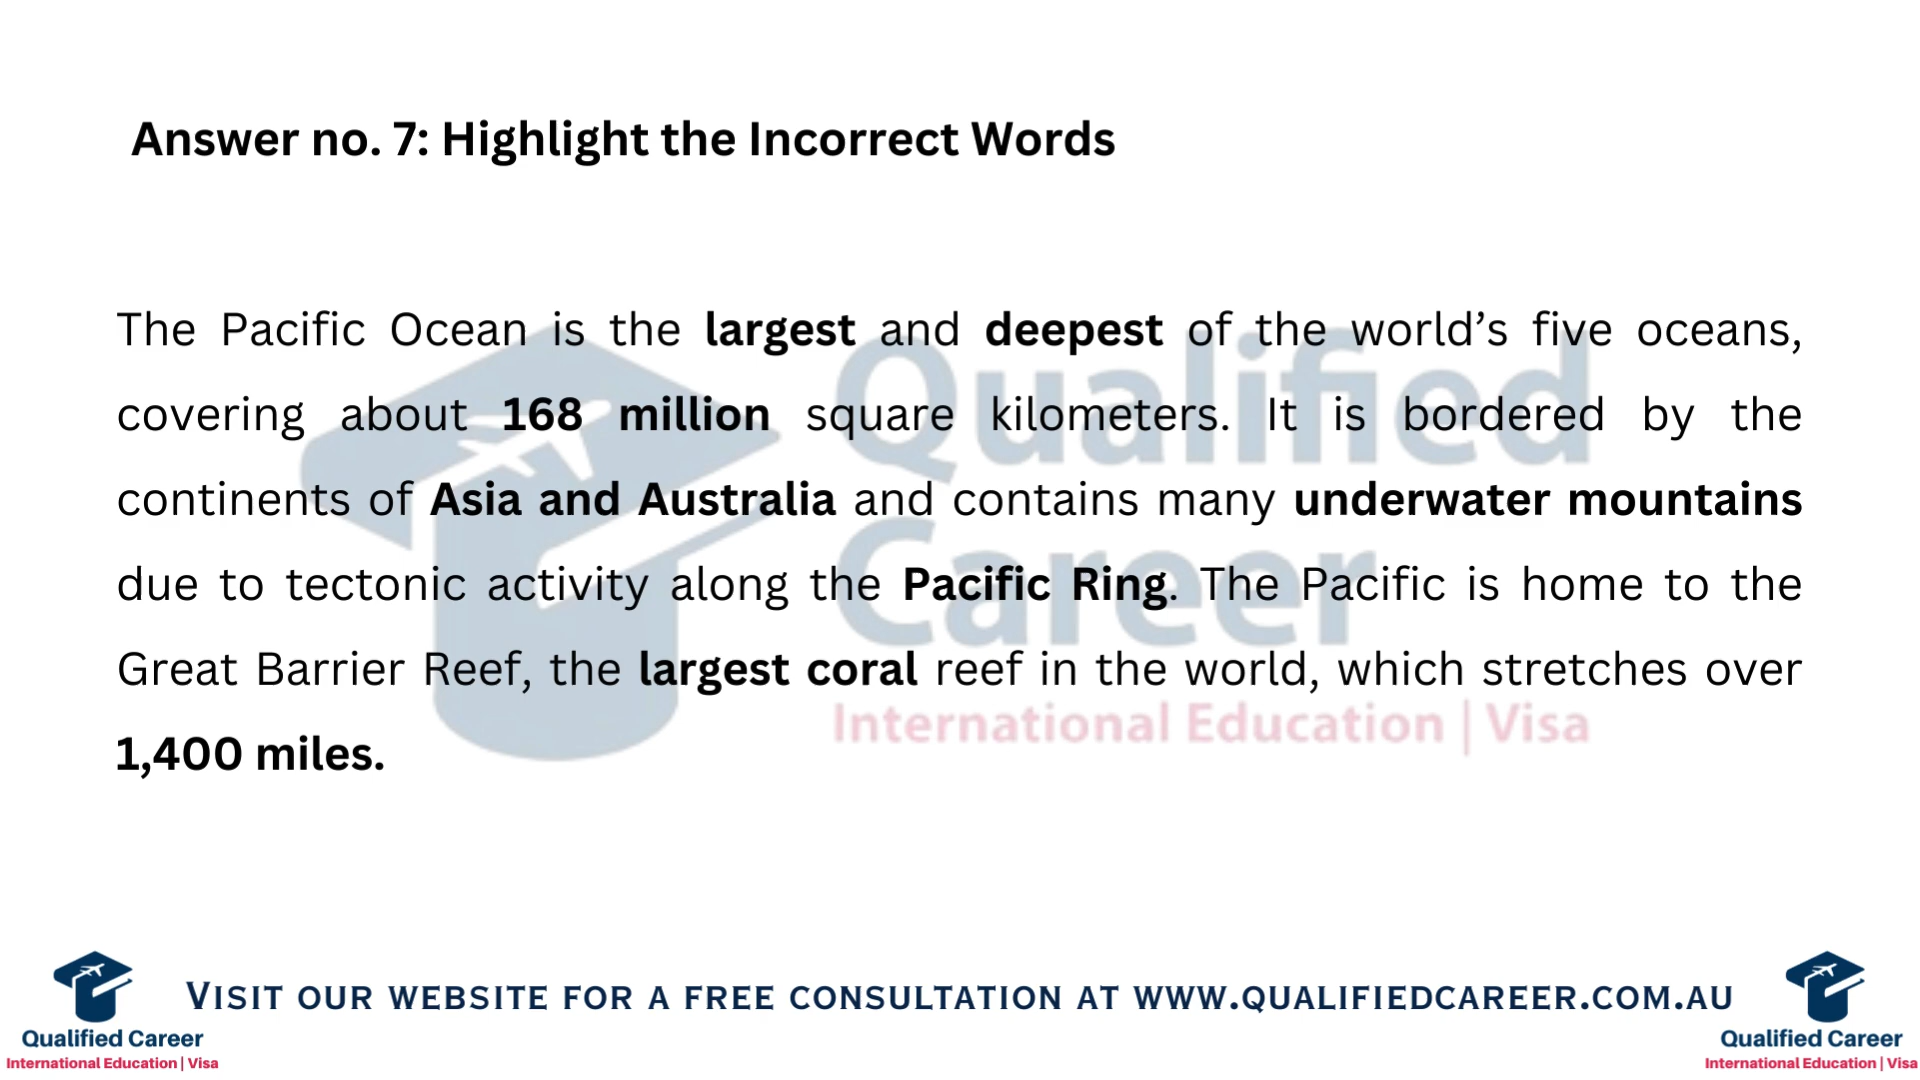 Answer no. 7: Highlight the Incorrect Words
The Pacific Ocean is the largest and deepest of the world’s five oceans,
covering about 168 million square kilometers. It is bordered by the
continents of Asia and Australia and contains many underwater mountains
due to tectonic activity along the Pacific Ring. The Pacific is home to the
Great Barrier Reef, the largest coral reef in the world, which stretches over
1,400 miles.
Qualified
Career
International Education | Visa
Visit our website for a free consultation at www.qualifiedcareer.com.au
Qualified Career
International Education | Visa
Qualified Career
International Education | Visa